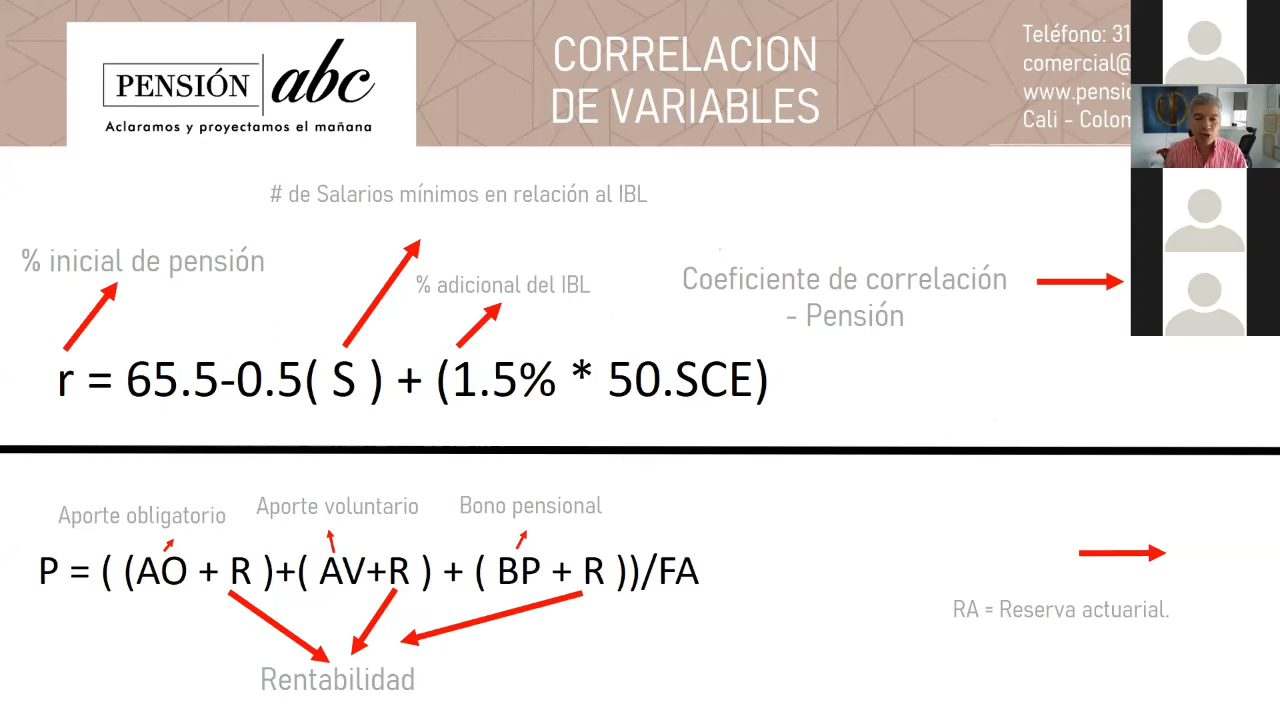 PENSIÓN abc
Aclaramos y proyectamos el mañana
CORRELACION
DE VARIABLES
Teléfono: 31
comercial@
www.pensi
Cali - Colom
# de Salarios mínimos en relación al IBL
% inicial de pensión
% adicional del IBL
Coeficiente de correlación
- Pensión
r = 65.5-0.5( S ) + (1.5% * 50.SCE)
Aporte obligatorio
Aporte voluntario
Bono pensional
P = ( (AO + R )+( AV+R ) + ( BP + R ))/FA
RA = Reserva actuarial.
Rentabilidad